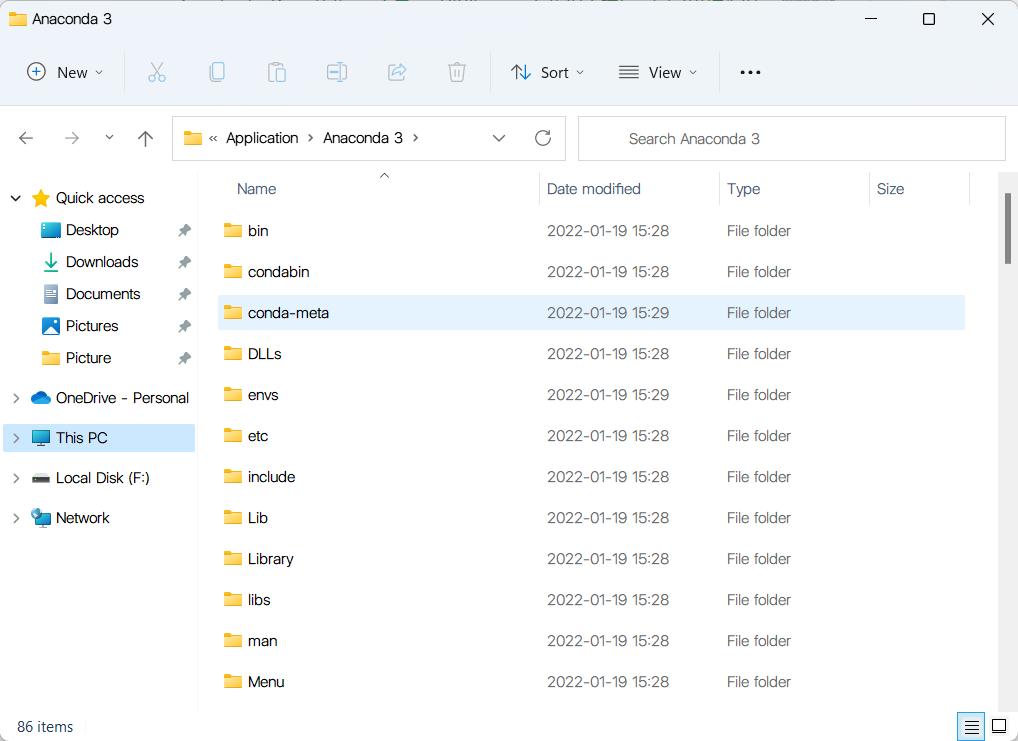 Anaconda 3
New Sort View
« Application > Anaconda 3 > Search Anaconda 3
Name Date modified Type Size
Quick access
Desktop
Downloads
Documents
Pictures
Picture
OneDrive - Personal
This PC
Local Disk (F:)
Network
bin 2022-01-19 15:28 File folder
condabin 2022-01-19 15:28 File folder
conda-meta 2022-01-19 15:29 File folder
DLLs 2022-01-19 15:28 File folder
envs 2022-01-19 15:29 File folder
etc 2022-01-19 15:28 File folder
include 2022-01-19 15:28 File folder
Lib 2022-01-19 15:28 File folder
Library 2022-01-19 15:28 File folder
libs 2022-01-19 15:28 File folder
man 2022-01-19 15:28 File folder
Menu 2022-01-19 15:28 File folder
86 items